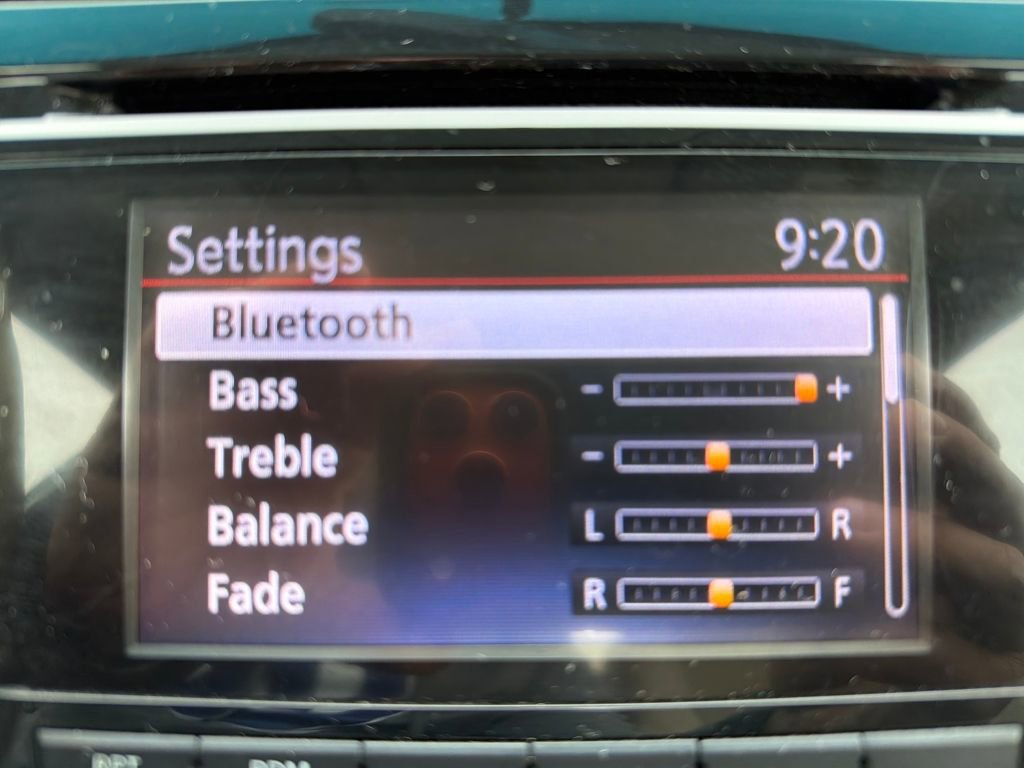 Settings 9:20
Bluetooth
Bass - +
Treble - +
Balance L R
Fade R F